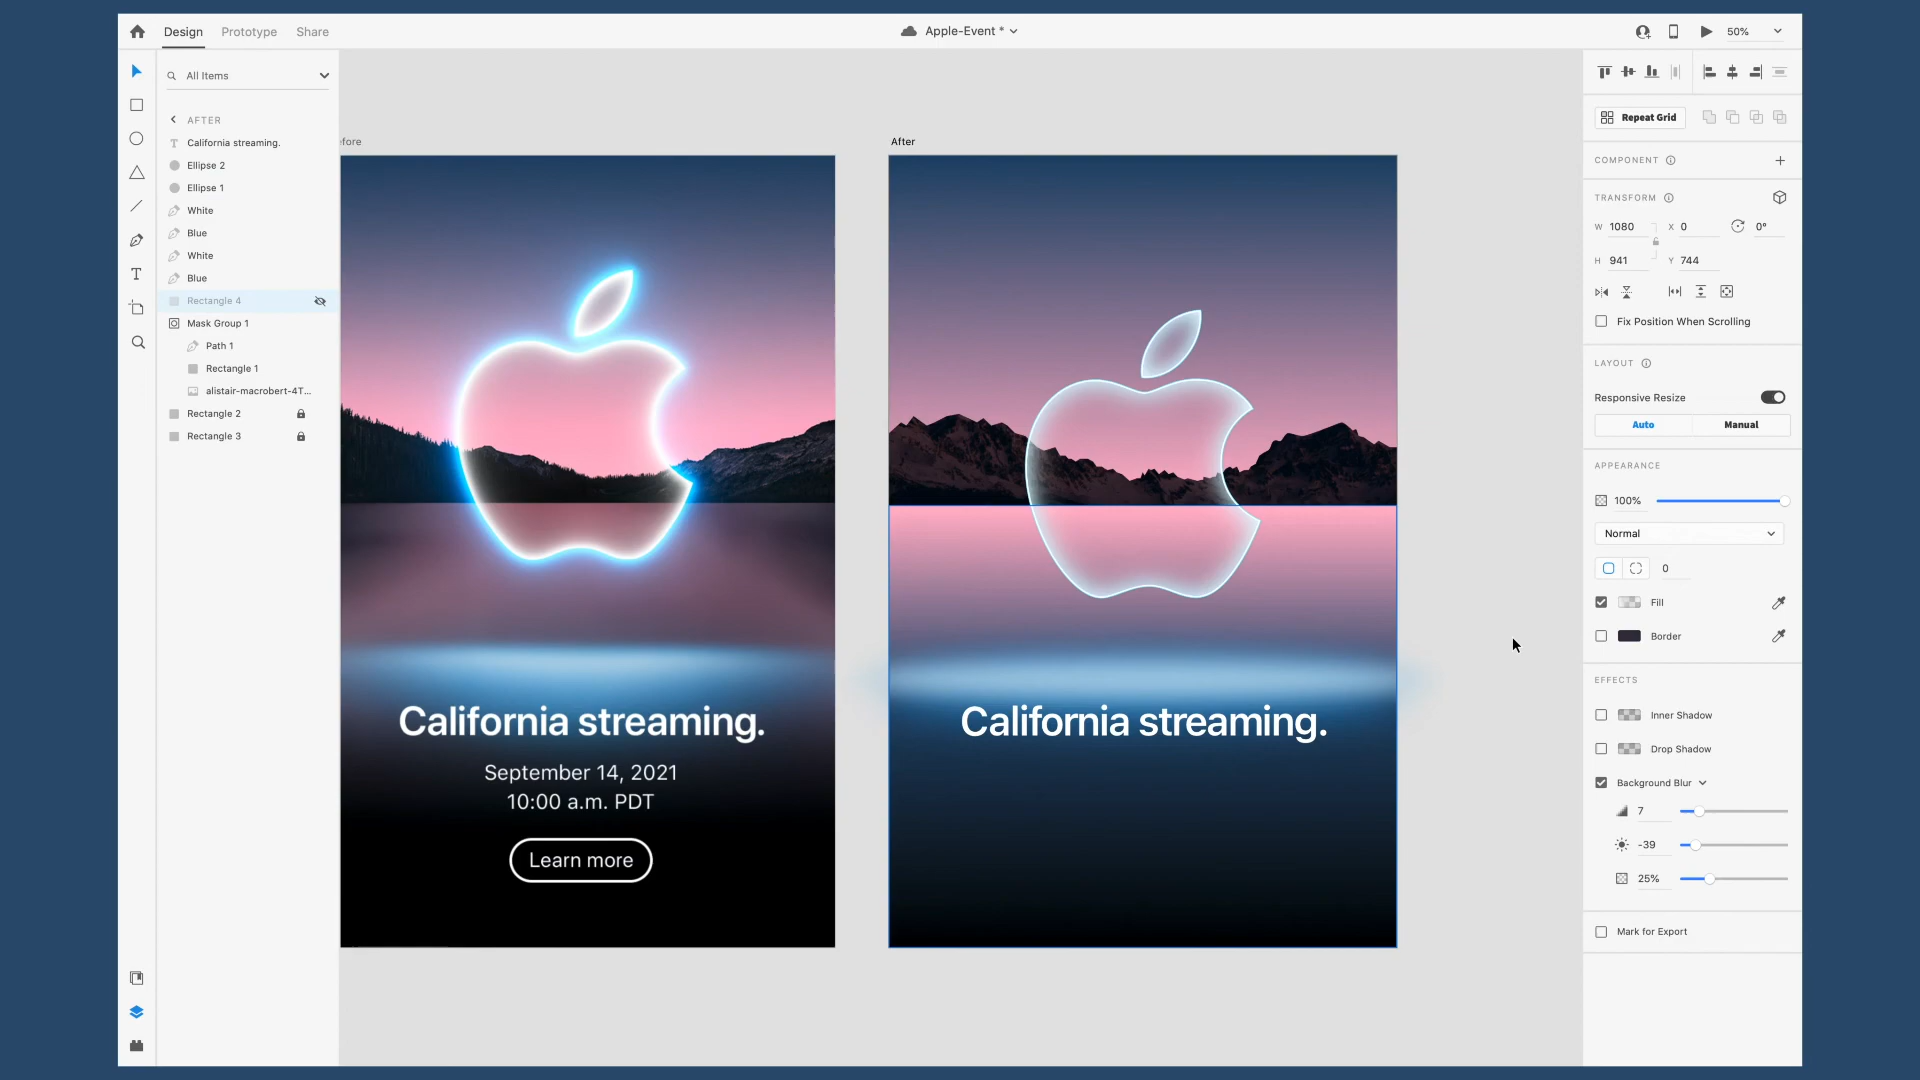 Design
Prototype
Share
Apple-Event *
50%
All Items
AFTER
California streaming.
Ellipse 2
Ellipse 1
White
Blue
White
Blue
Rectangle 4
Mask Group 1
Path 1
Rectangle 1
alistair-macrobert-4T...
Rectangle 2
Rectangle 3
efore
California streaming.
September 14, 2021
10:00 a.m. PDT
Learn more
After
California streaming.
Repeat Grid
COMPONENT
TRANSFORM
W 1080 X 0 0°
H 941 Y 744
Fix Position When Scrolling
LAYOUT
Responsive Resize
Auto Manual
APPEARANCE
100%
Normal
0
Fill
Border
EFFECTS
Inner Shadow
Drop Shadow
Background Blur
7
-39
25%
Mark for Export